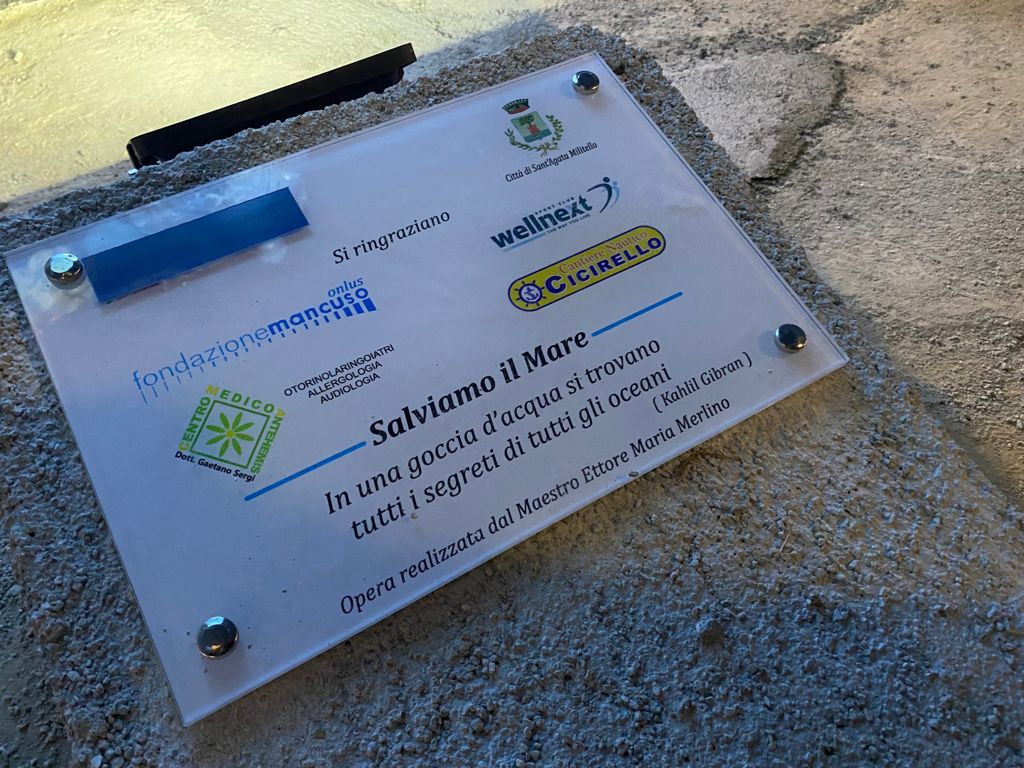 Città di Sant'Agata Militello
Si ringraziano
SPORT CLUB
wellnext
THE WAY YOU LIVE
Cantiere Nautico
CICIRELLO
onlus
fondazionemancuso
CENTRO MEDICO ANTHEMIS
Dott. Gaetano Sergi
OTORINOLARINGOIATRI
ALLERGOLOGIA
AUDIOLOGIA
Salviamo il Mare
In una goccia d'acqua si trovano
tutti i segreti di tutti gli oceani
( Kahlil Gibran )
Opera realizzata dal Maestro Ettore Maria Merlino